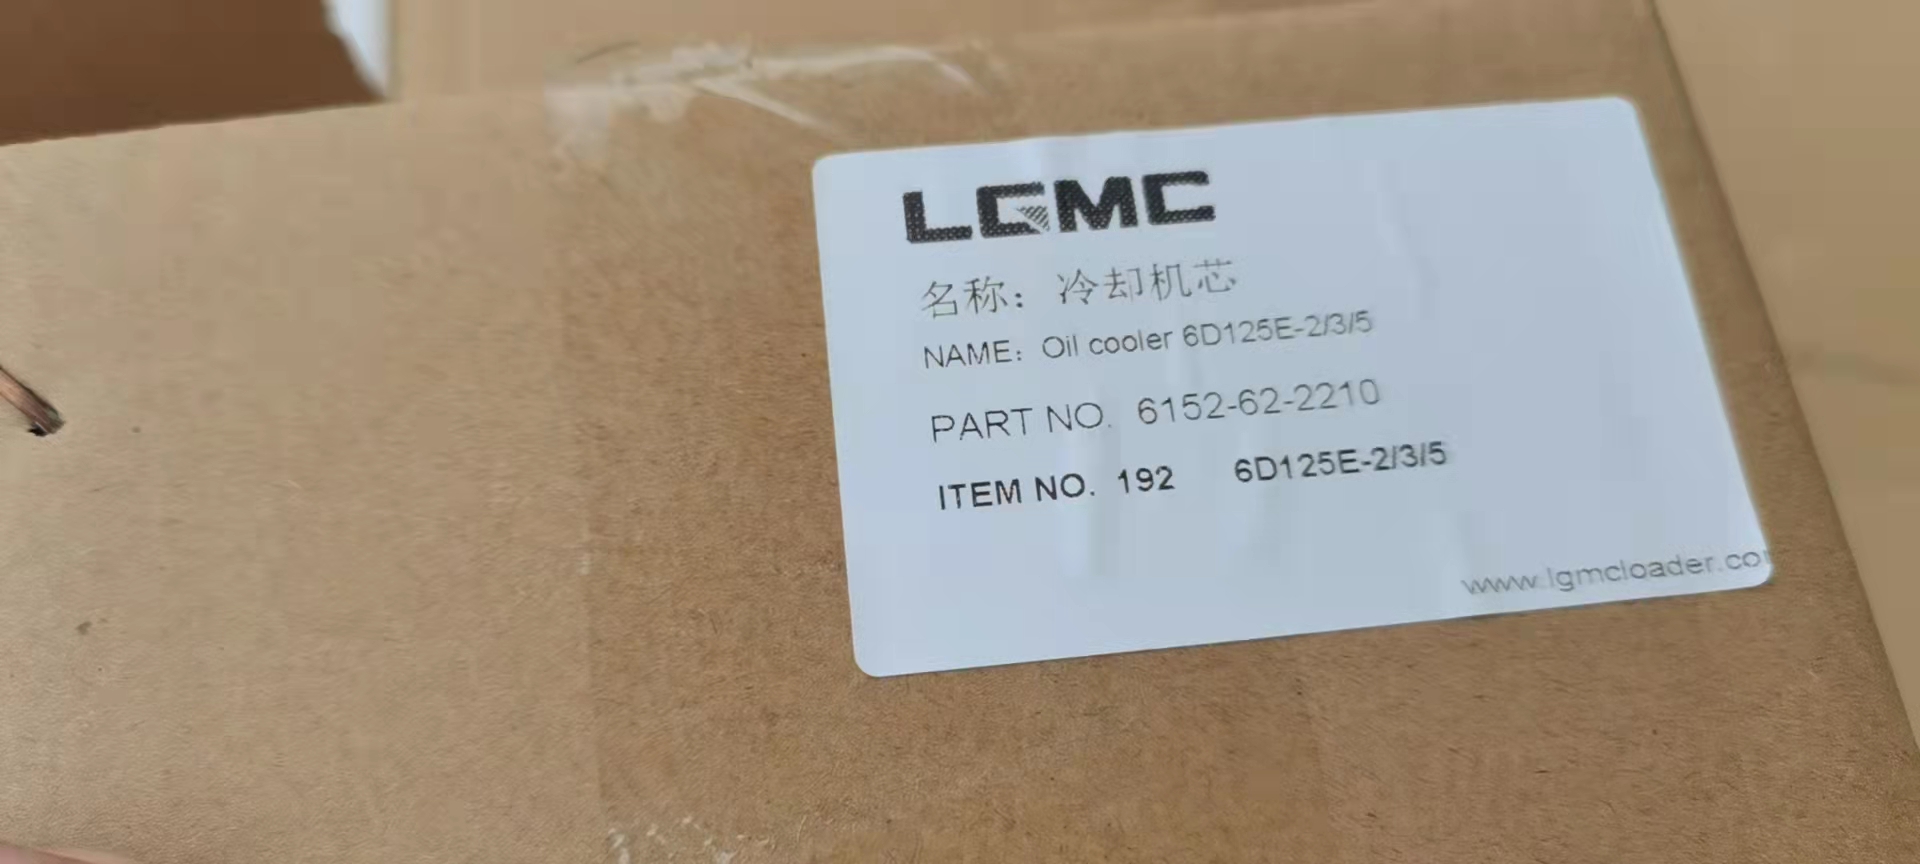 LGMC
名称：冷却机芯
NAME：Oil cooler 6D125E-2/3/5
PART NO. 6152-62-2210
ITEM NO. 192 6D125E-2/3/5
www.lgmcloader.co